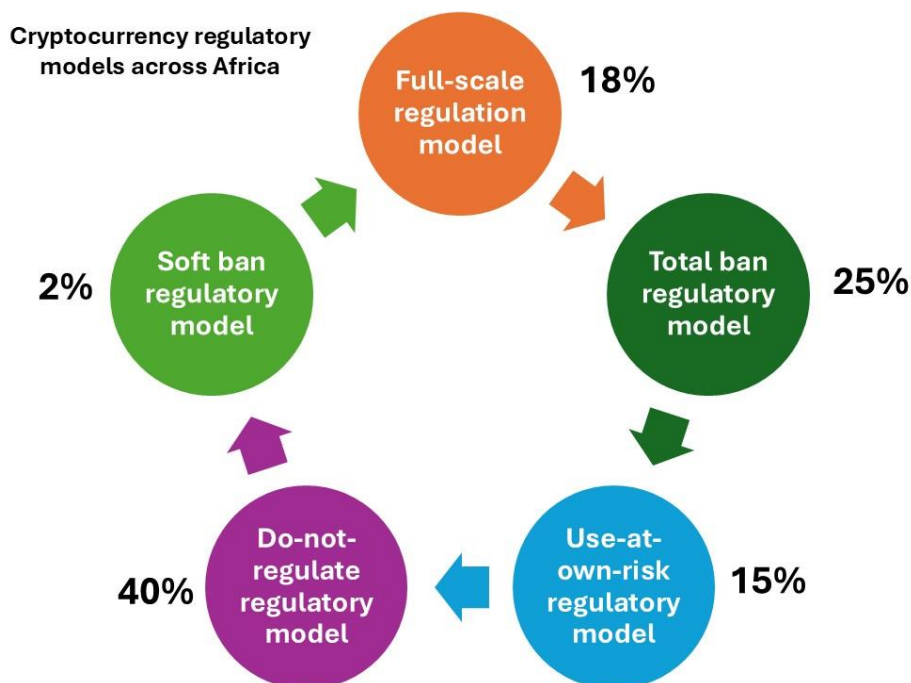 Cryptocurrency regulatory
models across Africa
Full-scale
regulation
model
18%
Total ban
regulatory
model
25%
Use-at-
own-risk
regulatory
model
15%
Do-not-
regulate
regulatory
model
40%
Soft ban
regulatory
model
2%